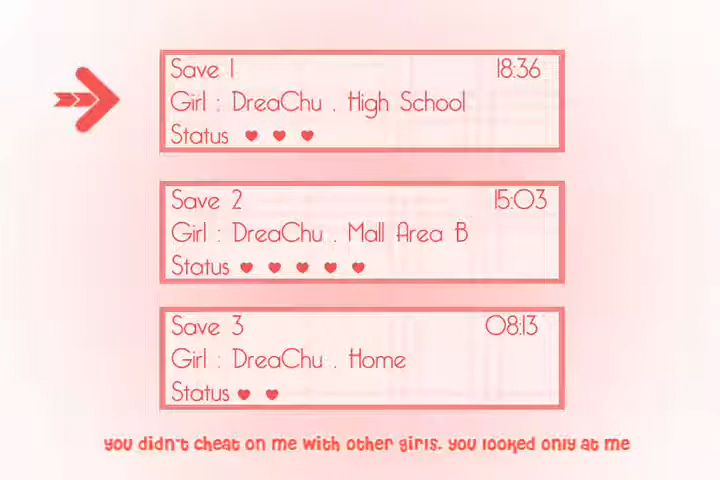 Save 1 18:36
Girl : DreaChu . High School
Status
Save 2 15:03
Girl : DreaChu . Mall Area B
Status
Save 3 08:13
Girl : DreaChu . Home
Status
you didn't cheat on me with other girls. you looked only at me